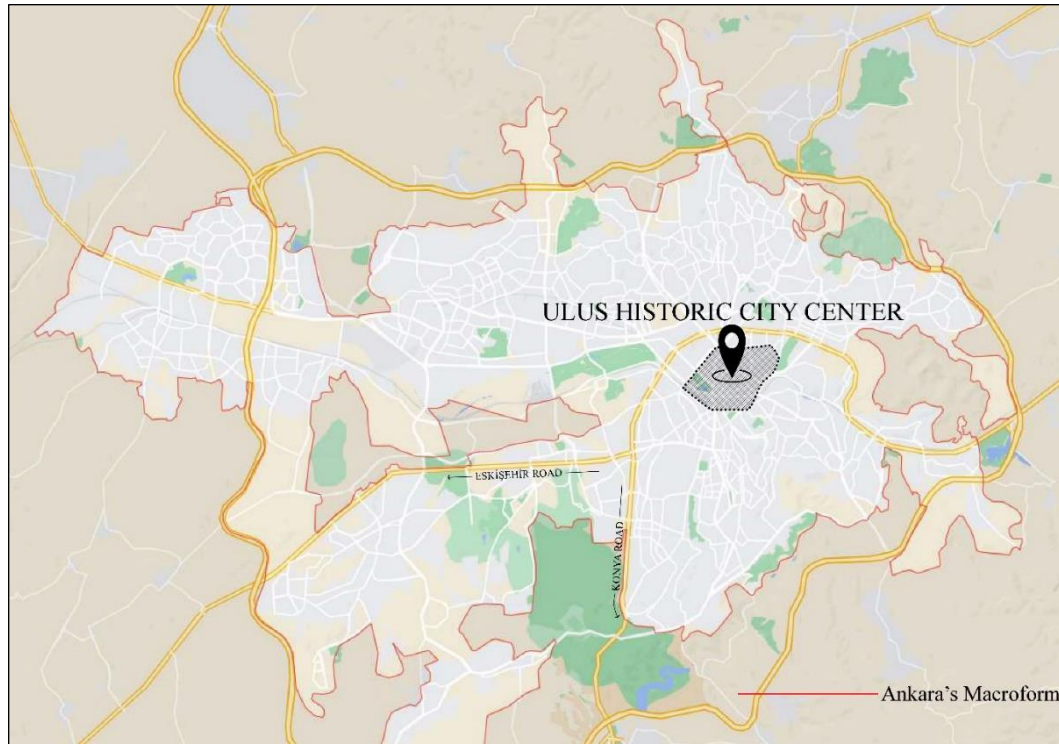 ULUS HISTORIC CITY CENTER
ESKİŞEHİR ROAD
KONYA ROAD
Ankara's Macroform